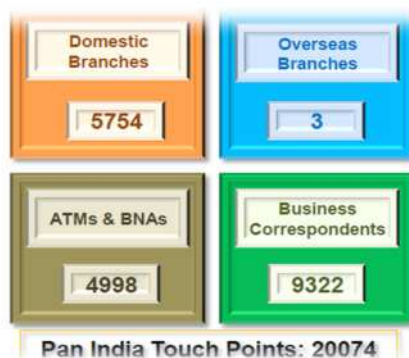 Domestic
Branches
5754
Overseas
Branches
3
ATMs & BNAs
4998
Business
Correspondents
9322
Pan India Touch Points: 20074